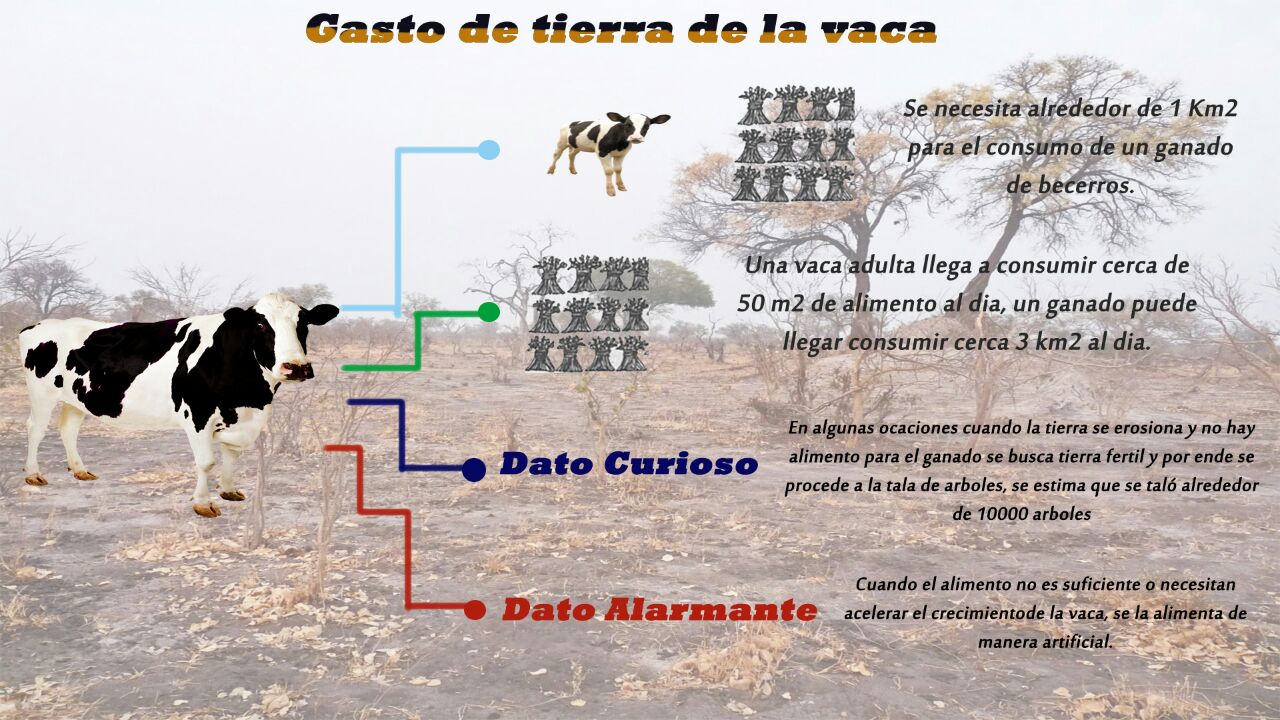 Gasto de tierra de la vaca
Se necesita alrededor de 1 Km2
para el consumo de un ganado
de becerros.
Una vaca adulta llega a consumir cerca de
50 m2 de alimento al dia, un ganado puede
llegar consumir cerca 3 km2 al dia.
Dato Curioso
En algunas ocaciones cuando la tierra se erosiona y no hay
alimento para el ganado se busca tierra fertil y por ende se
procede a la tala de arboles, se estima que se taló alrededor
de 10000 arboles
Dato Alarmante
Cuando el alimento no es suficiente o necesitan
acelerar el crecimientode la vaca, se la alimenta de
manera artificial.